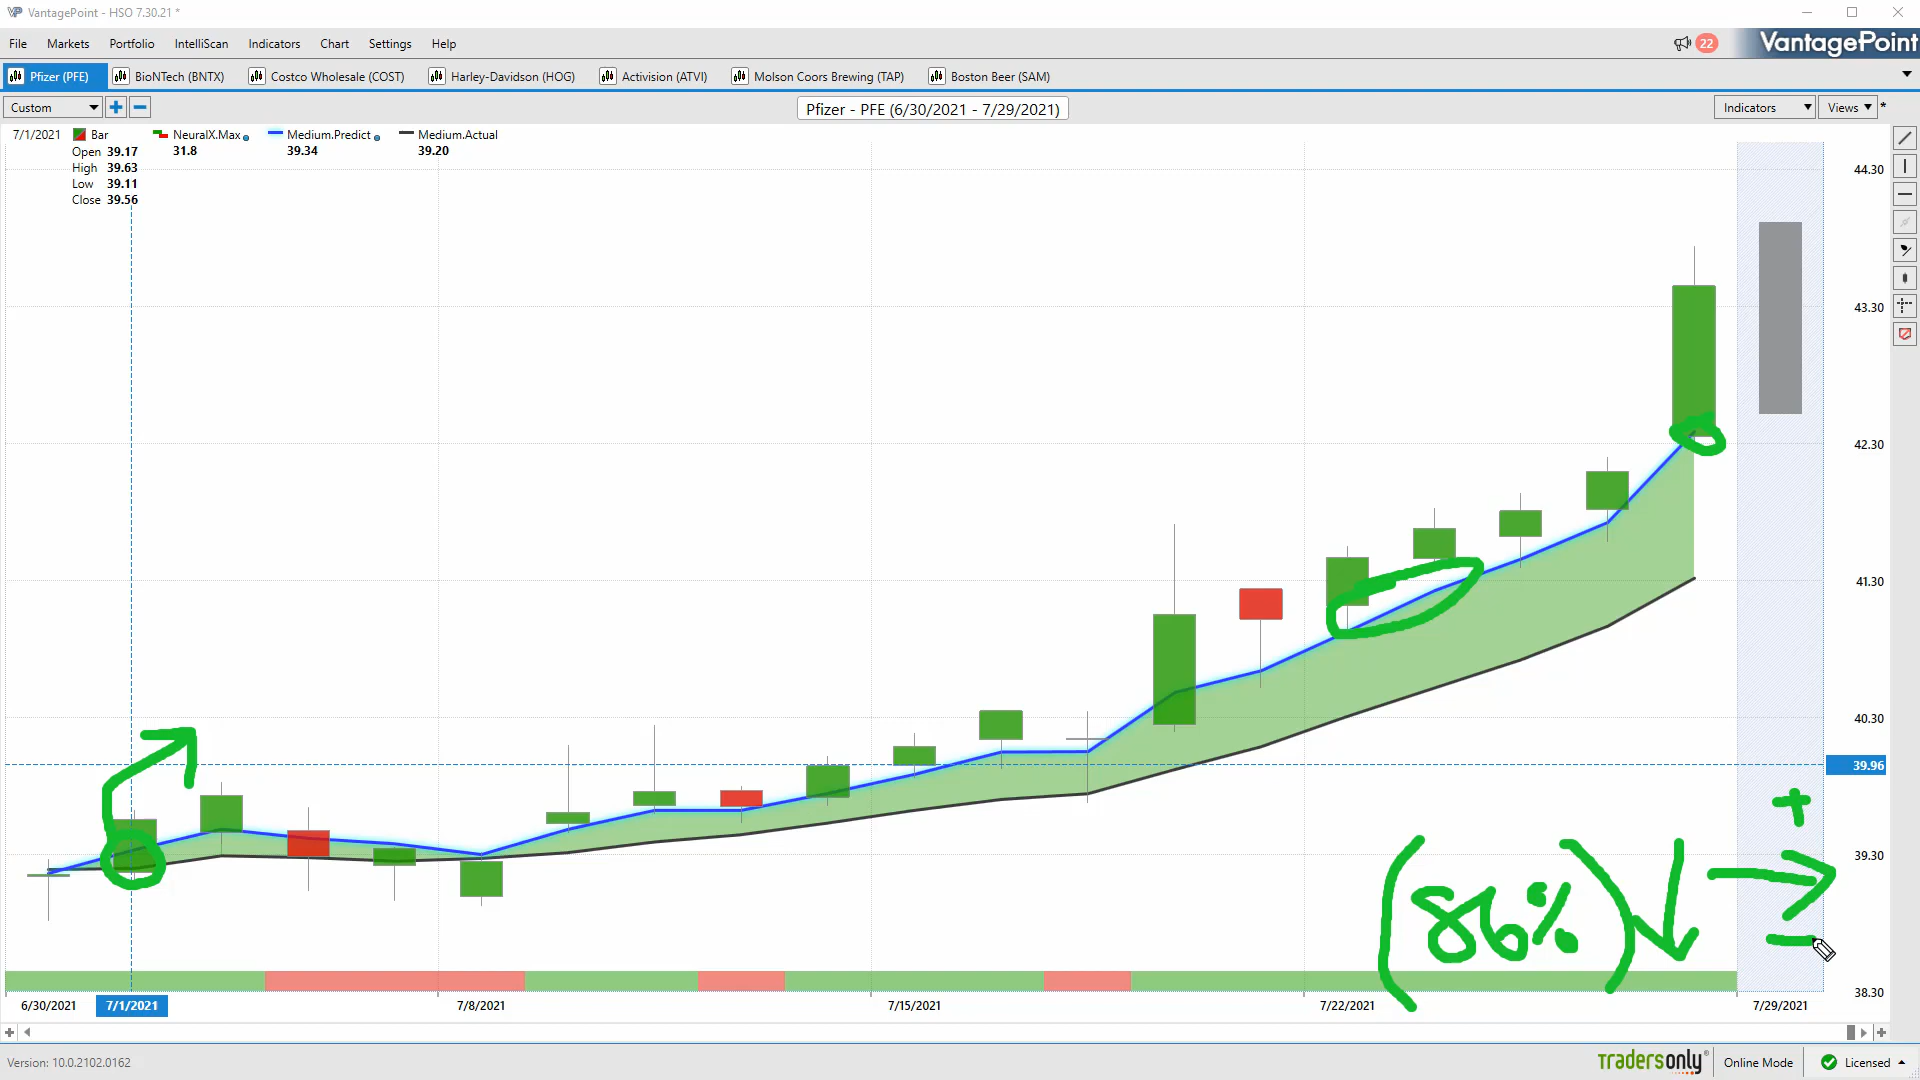 VantagePoint - HSO 7.30.21 *
File Markets Portfolio IntelliScan Indicators Chart Settings Help 22 VantagePoint
Pfizer (PFE) BioNTech (BNTX) Costco Wholesale (COST) Harley-Davidson (HOG) Activision (ATVI) Molson Coors Brewing (TAP) Boston Beer (SAM)
Custom Pfizer - PFE (6/30/2021 - 7/29/2021) Indicators Views *
7/1/2021 Bar NeuralX.Max Medium.Predict Medium.Actual
Open 39.17 31.8 39.34 39.20
High 39.63
Low 39.11
Close 39.56
44.30
43.30
42.30
41.30
40.30
39.96
39.30
38.30
+
(86%)
6/30/2021 7/1/2021 7/8/2021 7/15/2021 7/22/2021 7/29/2021
Version: 10.0.2102.0162 tradersonly Online Mode Licensed